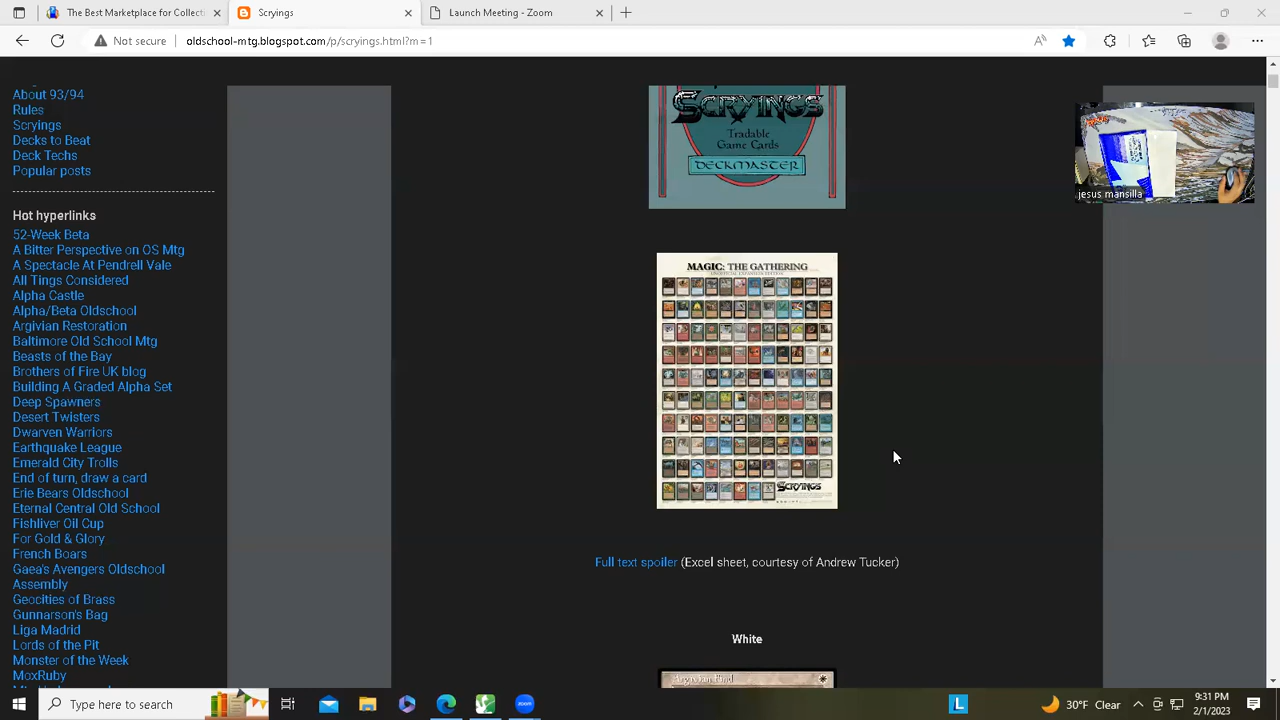 The Best Marketplace for Collecti
Scryings
Launch Meeting - Zoom
Not secure
oldschool-mtg.blogspot.com/p/scryings.html?m=1
About 93/94
Rules
Scryings
Decks to Beat
Deck Techs
Popular posts
Hot hyperlinks
52-Week Beta
A Bitter Perspective on OS Mtg
A Spectacle At Pendrell Vale
All Tings Considered
Alpha Castle
Alpha/Beta Oldschool
Argivian Restoration
Baltimore Old School Mtg
Beasts of the Bay
Brothers of Fire UK blog
Building A Graded Alpha Set
Deep Spawners
Desert Twisters
Dwarven Warriors
Earthquake League
Emerald City Trolls
End of turn, draw a card
Erie Bears Oldschool
Eternal Central Old School
Fishliver Oil Cup
For Gold & Glory
French Boars
Gaea's Avengers Oldschool
Assembly
Geocities of Brass
Gunnarson's Bag
Liga Madrid
Lords of the Pit
Monster of the Week
MoxRuby
SCRYINGS
Tradable
Game Cards
DECKMASTER
MAGIC: THE GATHERING
SCRYINGS
Full text spoiler (Excel sheet, courtesy of Andrew Tucker)
White
Argivian Find
jesus mansilla
Type here to search
zoom
L
30°F Clear
9:31 PM
2/1/2023